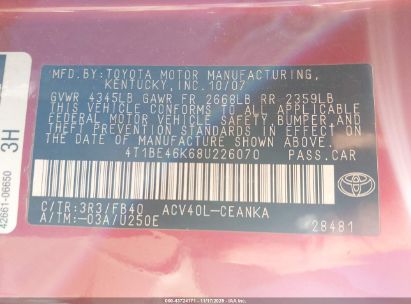 MFD.BY:TOYOTA MOTOR MANUFACTURING,
KENTUCKY, INC. 10/07
GVWR 4345LB GAWR FR 2668LB RR 2359LB
THIS VEHICLE CONFORMS TO ALL APPLICABLE
FEDERAL MOTOR VEHICLE SAFETY, BUMPER, AND
THEFT PREVENTION STANDARDS IN EFFECT ON
THE DATE OF MANUFACTURE SHOWN ABOVE.
4T1BE46K68U226070 PASS.CAR
C/TR:3R3/FB40 ACV40L-CEANKA
A/TM:-03A/U250E
28481
TOYOTA
42661-06650
3H